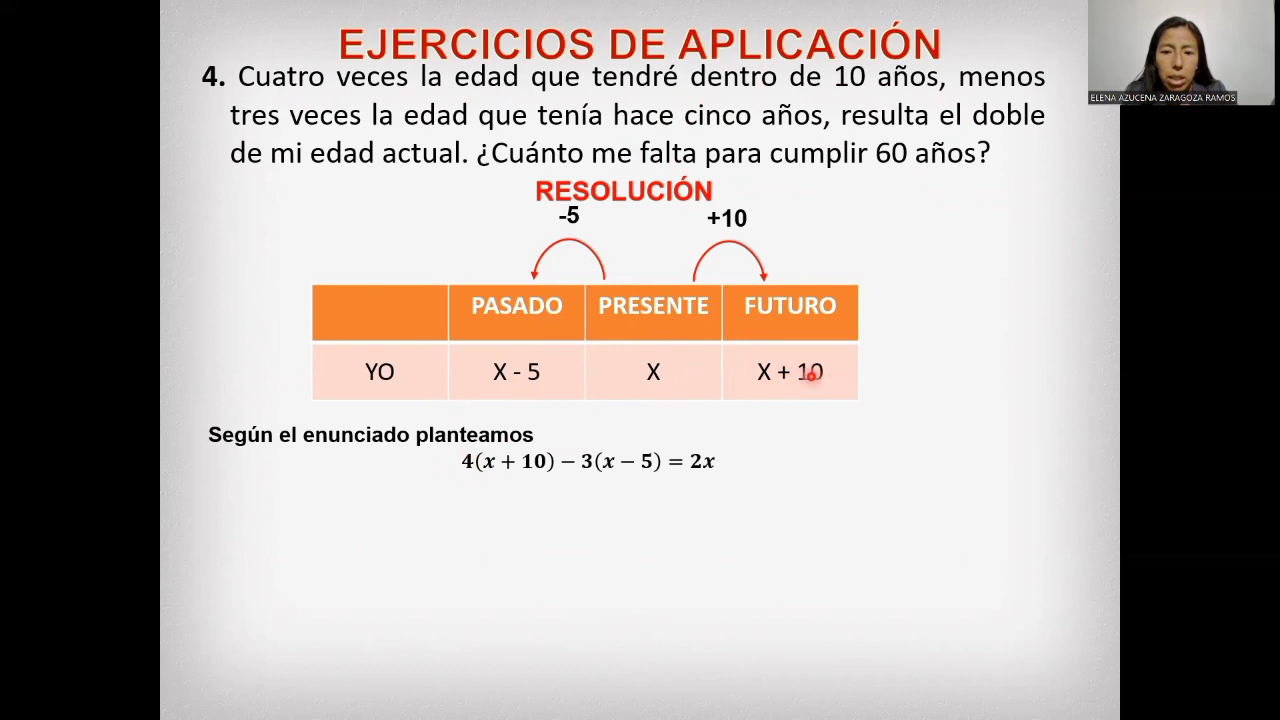 EJERCICIOS DE APLICACIÓN
4. Cuatro veces la edad que tendré dentro de 10 años, menos
tres veces la edad que tenía hace cinco años, resulta el doble
de mi edad actual. ¿Cuánto me falta para cumplir 60 años?
RESOLUCIÓN
-5 +10
PASADO PRESENTE FUTURO
YO X - 5 X X + 10
Según el enunciado planteamos
4(x + 10) − 3(x − 5) = 2x
ELENA AZUCENA ZARAGOZA RAMOS